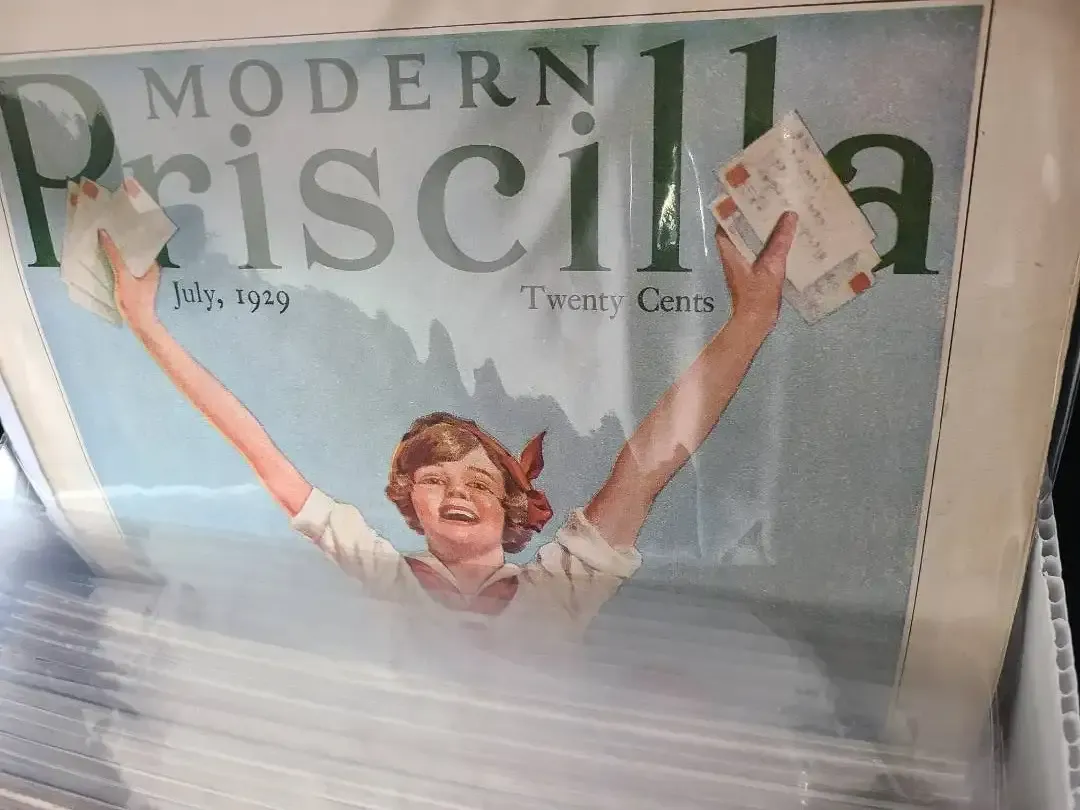 MODERN
Priscilla
July, 1929 Twenty Cents